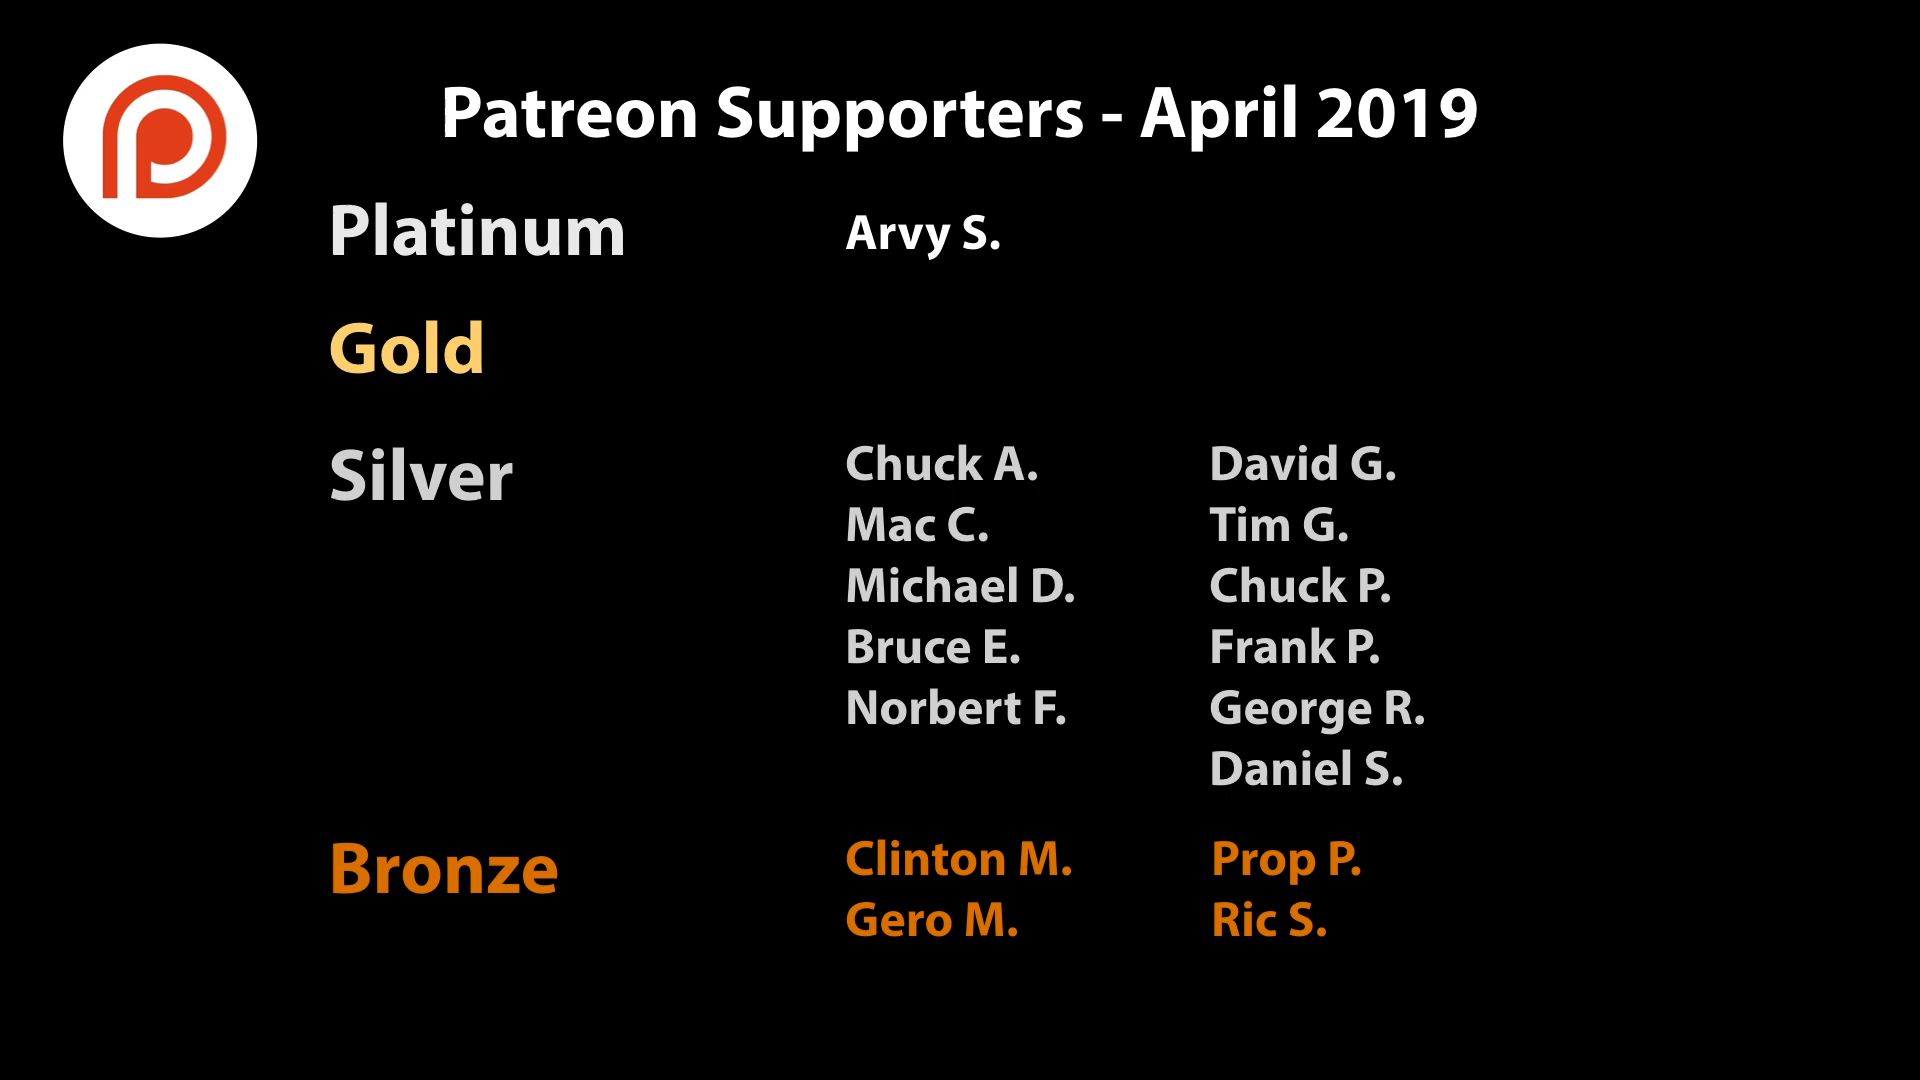 Patreon Supporters - April 2019
Platinum
Arvy S.
Gold
Silver
Chuck A.
Mac C.
Michael D.
Bruce E.
Norbert F.
David G.
Tim G.
Chuck P.
Frank P.
George R.
Daniel S.
Bronze
Clinton M.
Gero M.
Prop P.
Ric S.